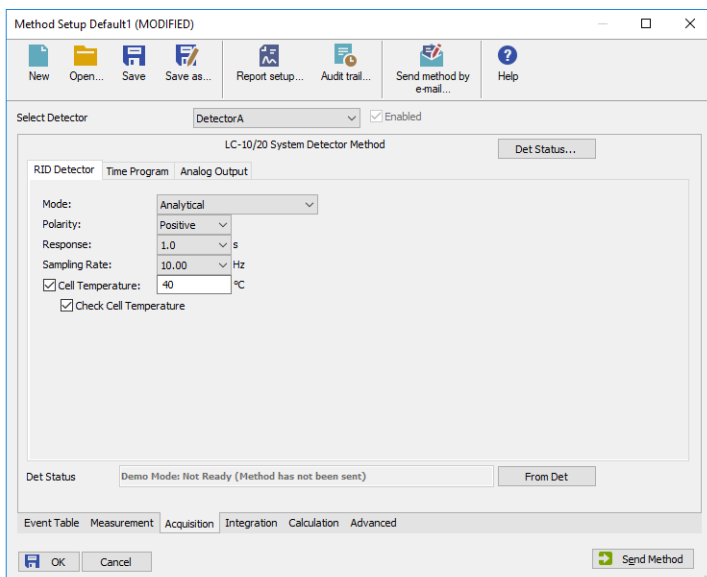 Method Setup Default1 (MODIFIED)
New Open... Save Save as... Report setup... Audit trail... Send method by e-mail... Help
Select Detector DetectorA Enabled
LC-10/20 System Detector Method Det Status...
RID Detector Time Program Analog Output
Mode: Analytical
Polarity: Positive
Response: 1.0 s
Sampling Rate: 10.00 Hz
Cell Temperature: 40 °C
Check Cell Temperature
Det Status Demo Mode: Not Ready (Method has not been sent) From Det
Event Table Measurement Acquisition Integration Calculation Advanced
OK Cancel Send Method